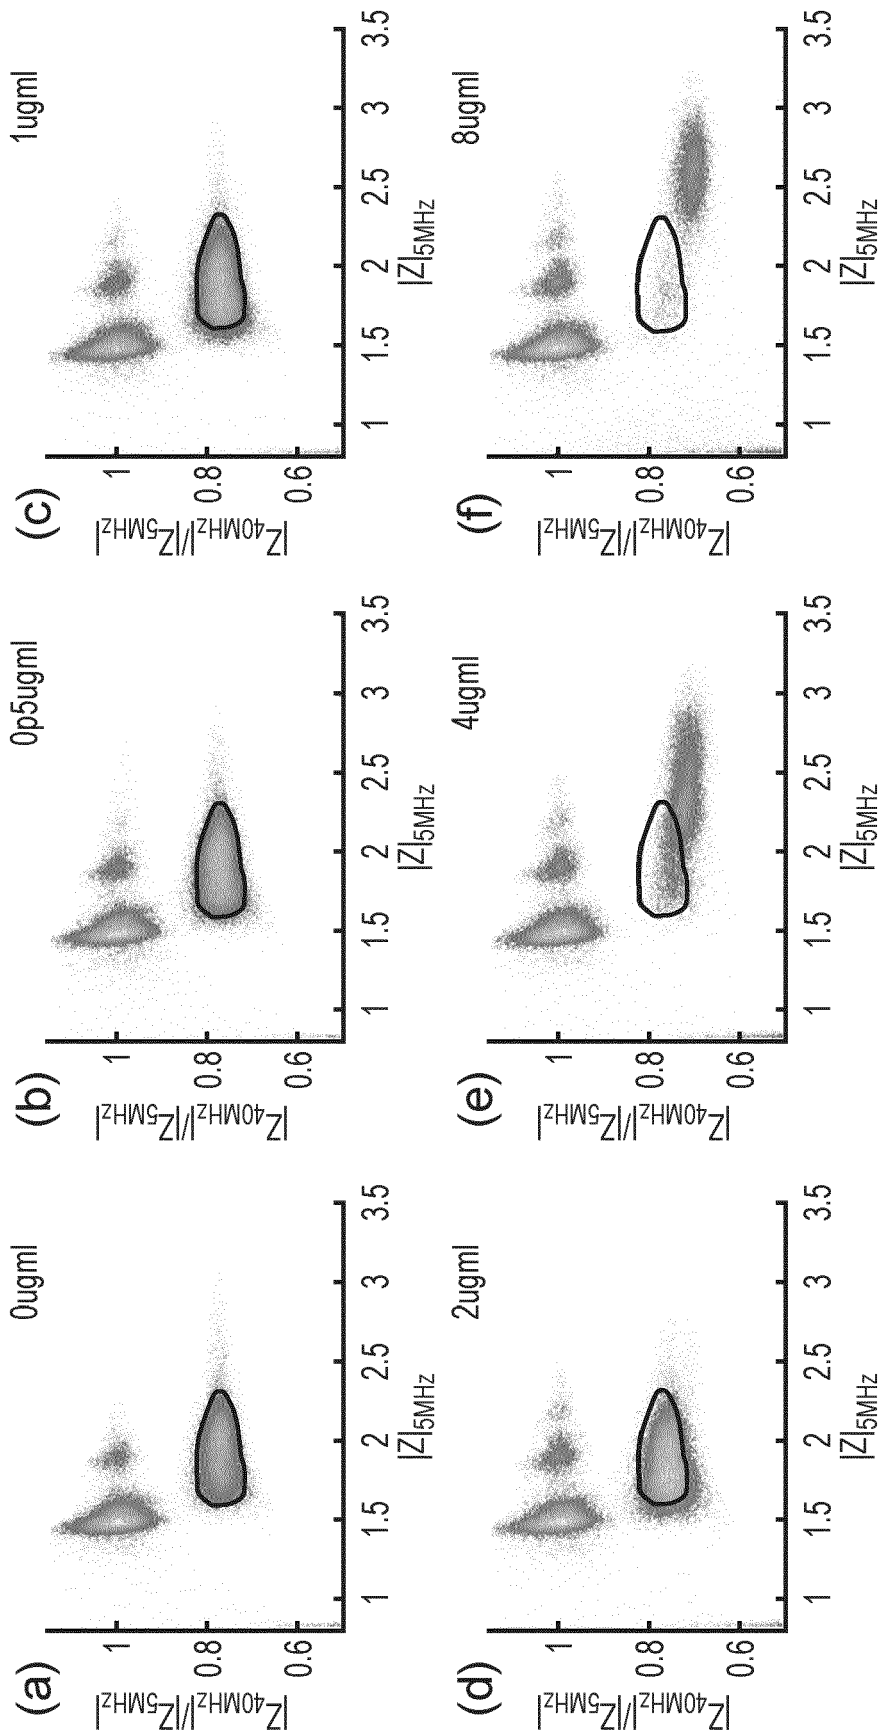 (a)
0ugml
|Z40MHz|/|Z5MHz|
1
0.8
0.6
1 1.5 2 2.5 3 3.5
|Z|5MHz
(b)
0p5ugml
|Z40MHz|/|Z5MHz|
1
0.8
0.6
1 1.5 2 2.5 3 3.5
|Z|5MHz
(c)
1ugml
|Z40MHz|/|Z5MHz|
1
0.8
0.6
1 1.5 2 2.5 3 3.5
|Z|5MHz
(d)
2ugml
|Z40MHz|/|Z5MHz|
1
0.8
0.6
1 1.5 2 2.5 3 3.5
|Z|5MHz
(e)
4ugml
|Z40MHz|/|Z5MHz|
1
0.8
0.6
1 1.5 2 2.5 3 3.5
|Z|5MHz
(f)
8ugml
|Z40MHz|/|Z5MHz|
1
0.8
0.6
1 1.5 2 2.5 3 3.5
|Z|5MHz